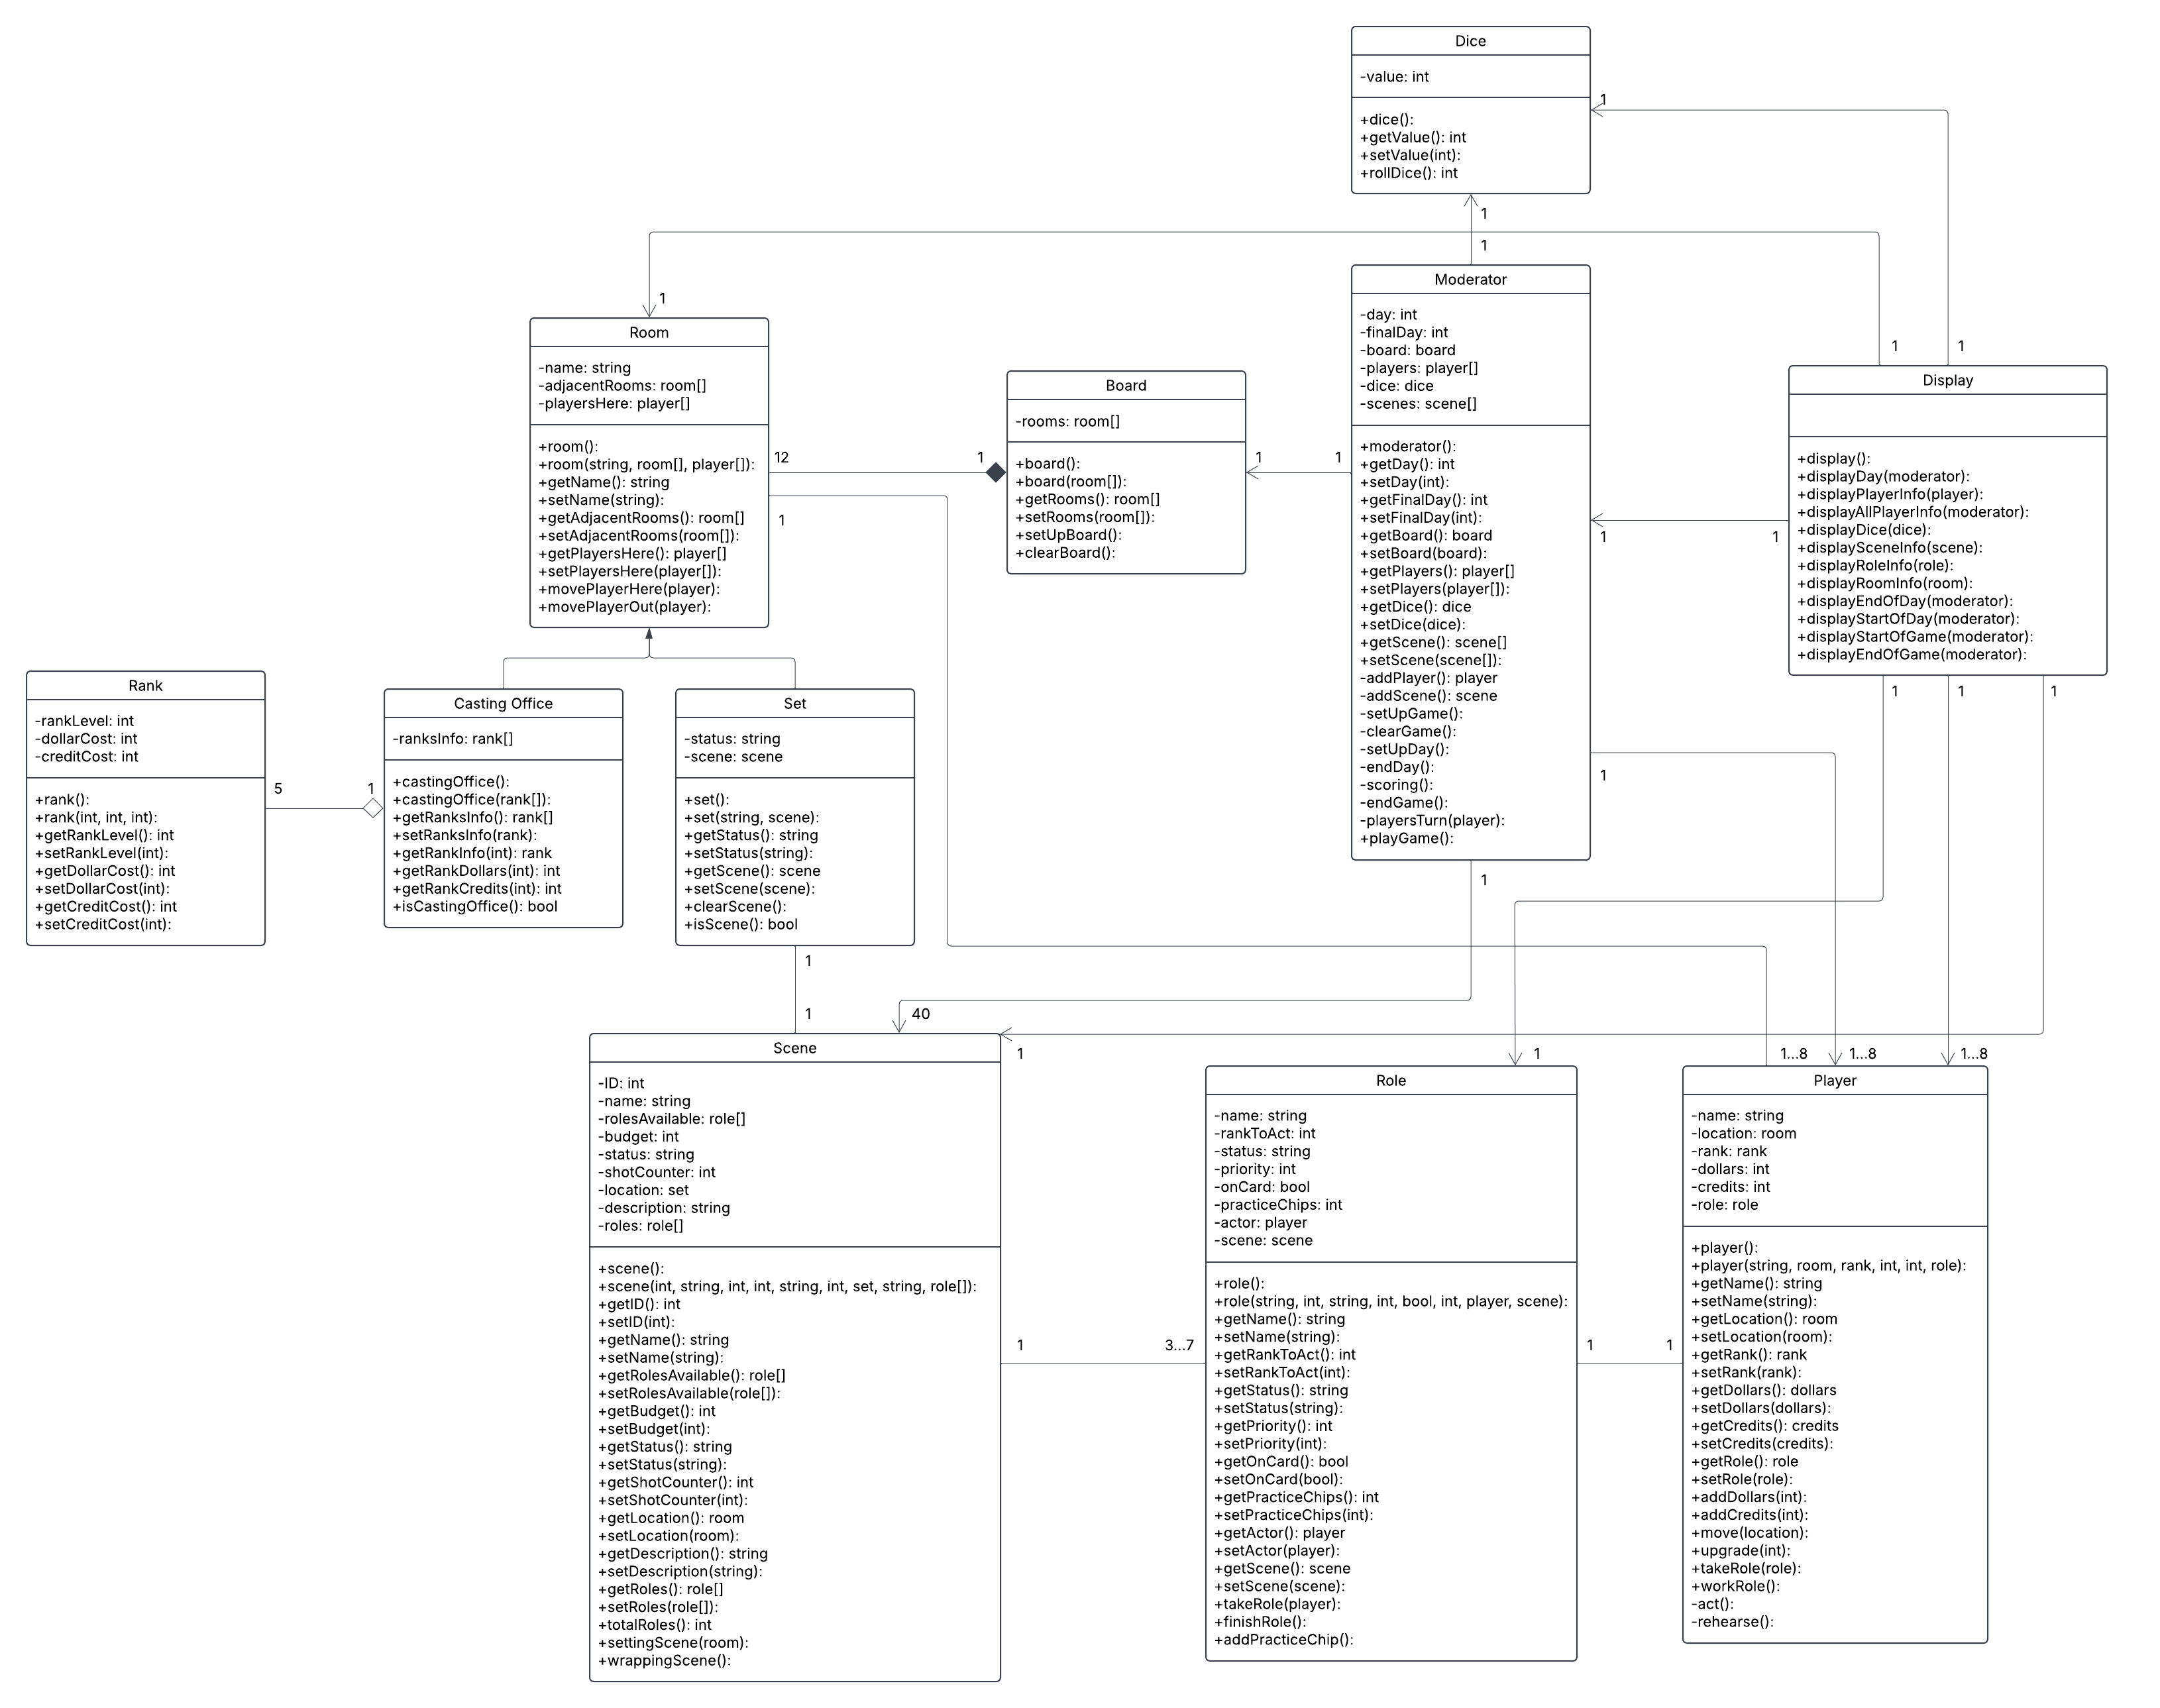 Dice
-value: int
+dice():
+getValue(): int
+setValue(int):
+rollDice(): int
1
1
1
1
1
1
Moderator
-day: int
-finalDay: int
-board: board
-players: player[]
-dice: dice
-scenes: scene[]
+moderator():
+getDay(): int
+setDay(int):
+getFinalDay(): int
+setFinalDay(int):
+getBoard(): board
+setBoard(board):
+getPlayers(): player[]
+setPlayers(player[]):
+getDice(): dice
+setDice(dice):
+getScene(): scene[]
+setScene(scene[]):
-addPlayer(): player
-addScene(): scene
-setUpGame():
-clearGame():
-setUpDay():
-endDay():
-scoring():
-endGame():
-playersTurn(player):
+playGame():
Room
-name: string
-adjacentRooms: room[]
-playersHere: player[]
+room():
+room(string, room[], player[]):
+getName(): string
+setName(string):
+getAdjacentRooms(): room[]
+setAdjacentRooms(room[]):
+getPlayersHere(): player[]
+setPlayersHere(player[]):
+movePlayerHere(player):
+movePlayerOut(player):
12
1
1
Board
-rooms: room[]
+board():
+board(room[]):
+getRooms(): room[]
+setRooms(room[]):
+setUpBoard():
+clearBoard():
1
1
Display
+display():
+displayDay(moderator):
+displayPlayerInfo(player):
+displayAllPlayerInfo(moderator):
+displayDice(dice):
+displaySceneInfo(scene):
+displayRoleInfo(role):
+displayRoomInfo(room):
+displayEndOfDay(moderator):
+displayStartOfDay(moderator):
+displayStartOfGame(moderator):
+displayEndOfGame(moderator):
1
1
1
1
1
1
1
Rank
-rankLevel: int
-dollarCost: int
-creditCost: int
+rank():
+rank(int, int, int):
+getRankLevel(): int
+setRankLevel(int):
+getDollarCost(): int
+setDollarCost(int):
+getCreditCost(): int
+setCreditCost(int):
5
1
Casting Office
-ranksInfo: rank[]
+castingOffice():
+castingOffice(rank[]):
+getRanksInfo(): rank[]
+setRanksInfo(rank):
+getRankInfo(int): rank
+getRankDollars(int): int
+getRankCredits(int): int
+isCastingOffice(): bool
Set
-status: string
-scene: scene
+set():
+set(string, scene):
+getStatus(): string
+setStatus(string):
+getScene(): scene
+setScene(scene):
+clearScene():
+isScene(): bool
1
1
40
1
1
1...8
1...8
1...8
Scene
-ID: int
-name: string
-rolesAvailable: role[]
-budget: int
-status: string
-shotCounter: int
-location: set
-description: string
-roles: role[]
+scene():
+scene(int, string, int, int, string, int, set, string, role[]):
+getID(): int
+setID(int):
+getName(): string
+setName(string):
+getRolesAvailable(): role[]
+setRolesAvailable(role[]):
+getBudget(): int
+setBudget(int):
+getStatus(): string
+setStatus(string):
+getShotCounter(): int
+setShotCounter(int):
+getLocation(): room
+setLocation(room):
+getDescription(): string
+setDescription(string):
+getRoles(): role[]
+setRoles(role[]):
+totalRoles(): int
+settingScene(room):
+wrappingScene():
1
3...7
Role
-name: string
-rankToAct: int
-status: string
-priority: int
-onCard: bool
-practiceChips: int
-actor: player
-scene: scene
+role():
+role(string, int, string, int, bool, int, player, scene):
+getName(): string
+setName(string):
+getRankToAct(): int
+setRankToAct(int):
+getStatus(): string
+setStatus(string):
+getPriority(): int
+setPriority(int):
+getOnCard(): bool
+setOnCard(bool):
+getPracticeChips(): int
+setPracticeChips(int):
+getActor(): player
+setActor(player):
+getScene(): scene
+setScene(scene):
+takeRole(player):
+finishRole():
+addPracticeChip():
1
1
Player
-name: string
-location: room
-rank: rank
-dollars: int
-credits: int
-role: role
+player():
+player(string, room, rank, int, int, role):
+getName(): string
+setName(string):
+getLocation(): room
+setLocation(room):
+getRank(): rank
+setRank(rank):
+getDollars(): dollars
+setDollars(dollars):
+getCredits(): credits
+setCredits(credits):
+getRole(): role
+setRole(role):
+addDollars(int):
+addCredits(int):
+move(location):
+upgrade(int):
+takeRole(role):
+workRole():
-act():
-rehearse():